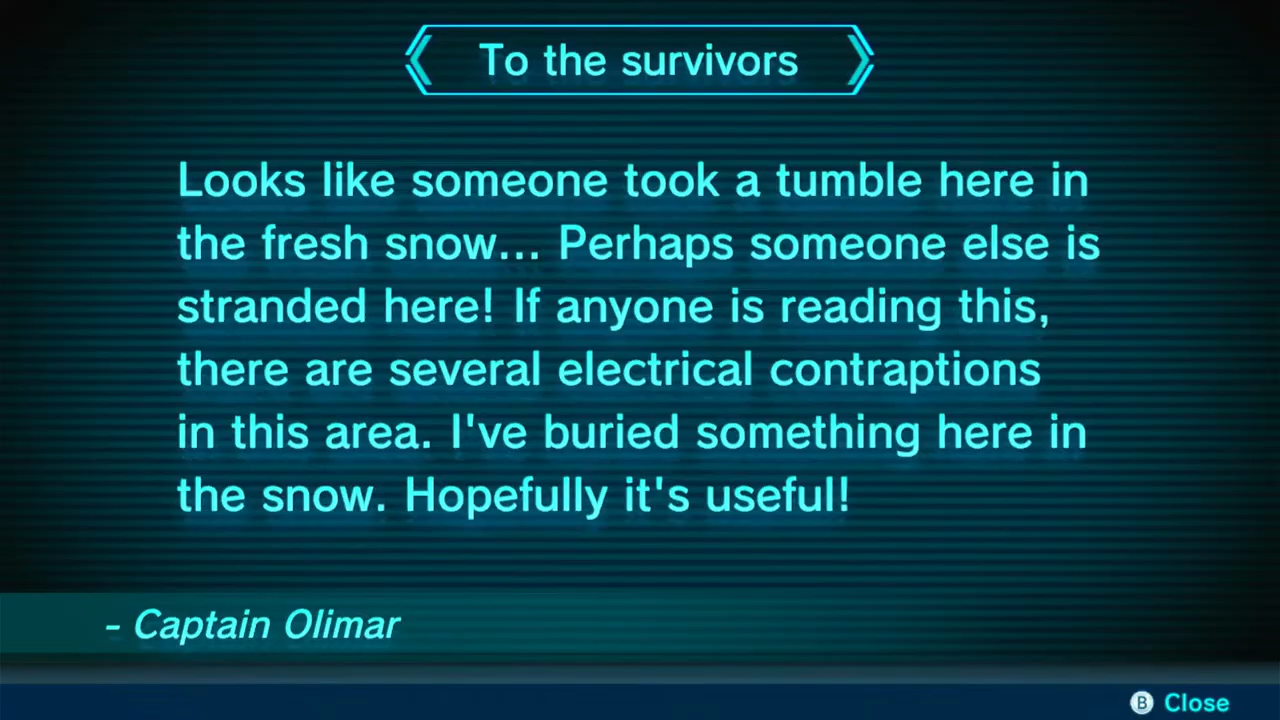 To the survivors
Looks like someone took a tumble here in
the fresh snow... Perhaps someone else is
stranded here! If anyone is reading this,
there are several electrical contraptions
in this area. I've buried something here in
the snow. Hopefully it's useful!
- Captain Olimar
B Close